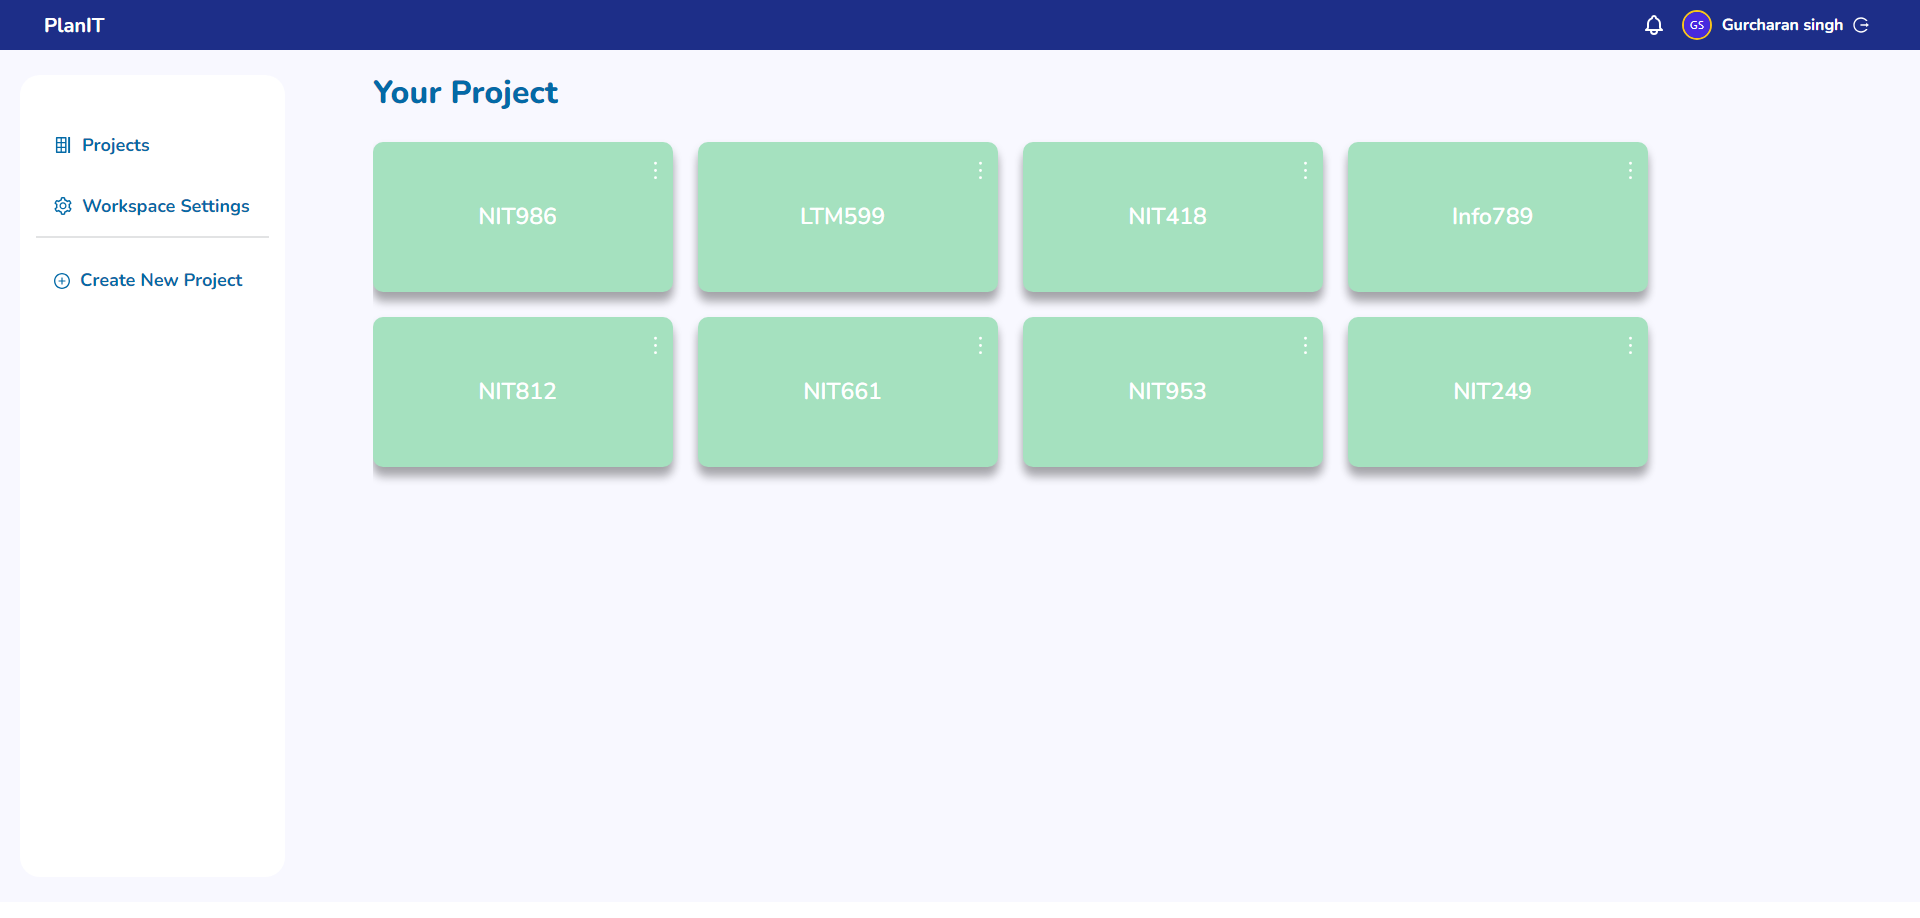 PlanIT
GS Gurcharan singh
Projects
Workspace Settings
Create New Project
Your Project
NIT986
LTM599
NIT418
Info789
NIT812
NIT661
NIT953
NIT249